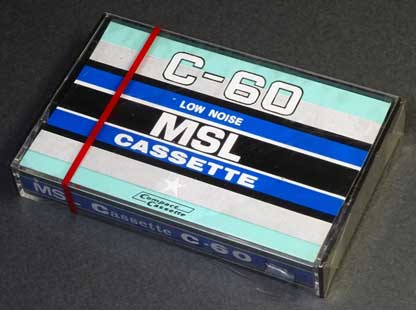 C-60
LOW NOISE
MSL
CASSETTE
Compact
Cassette
MSL Cassette C-60